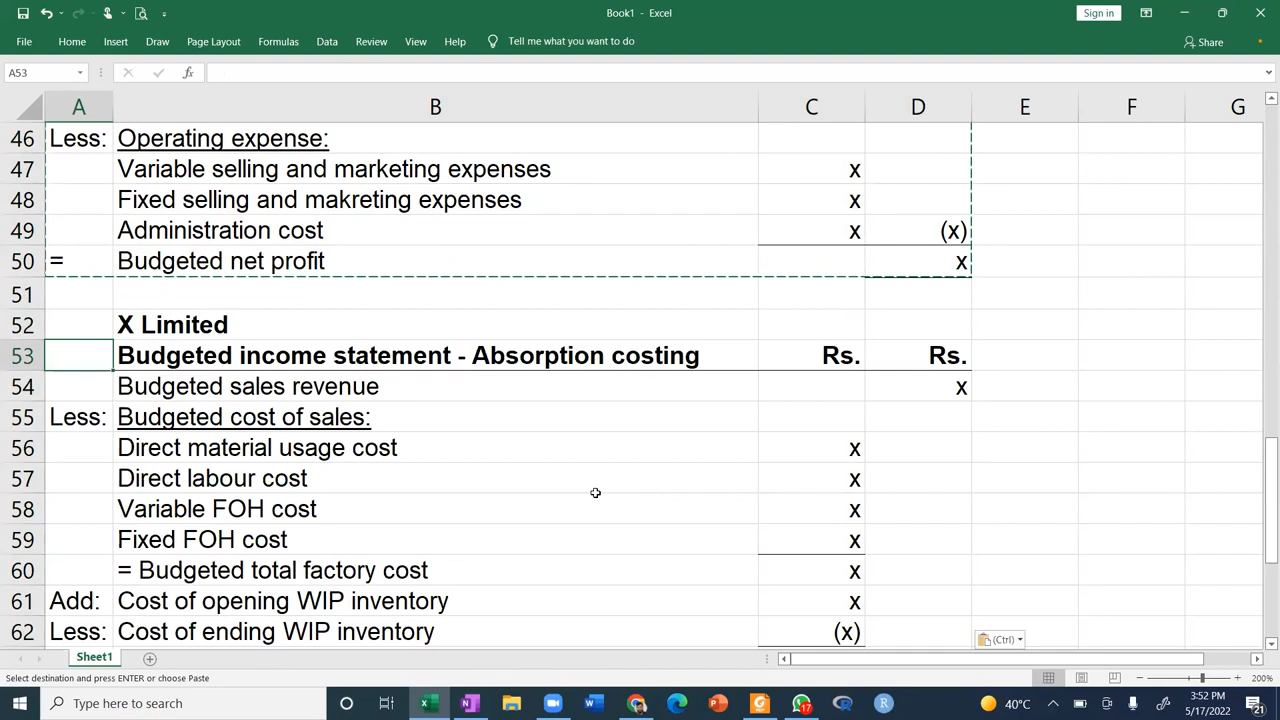 Book1 - Excel
Sign in
File Home Insert Draw Page Layout Formulas Data Review View Help Tell me what you want to do Share
A53 fx
A B C D E F G
46 Less: Operating expense:
47 Variable selling and marketing expenses x
48 Fixed selling and makreting expenses x
49 Administration cost x (x)
50 = Budgeted net profit x
51
52 X Limited
53 Budgeted income statement - Absorption costing Rs. Rs.
54 Budgeted sales revenue x
55 Less: Budgeted cost of sales:
56 Direct material usage cost x
57 Direct labour cost x
58 Variable FOH cost x
59 Fixed FOH cost x
60 = Budgeted total factory cost x
61 Add: Cost of opening WIP inventory x
62 Less: Cost of ending WIP inventory (x)
(Ctrl)
Sheet1
Select destination and press ENTER or choose Paste
200%
Type here to search
17
R
40°C
3:52 PM
5/17/2022
21